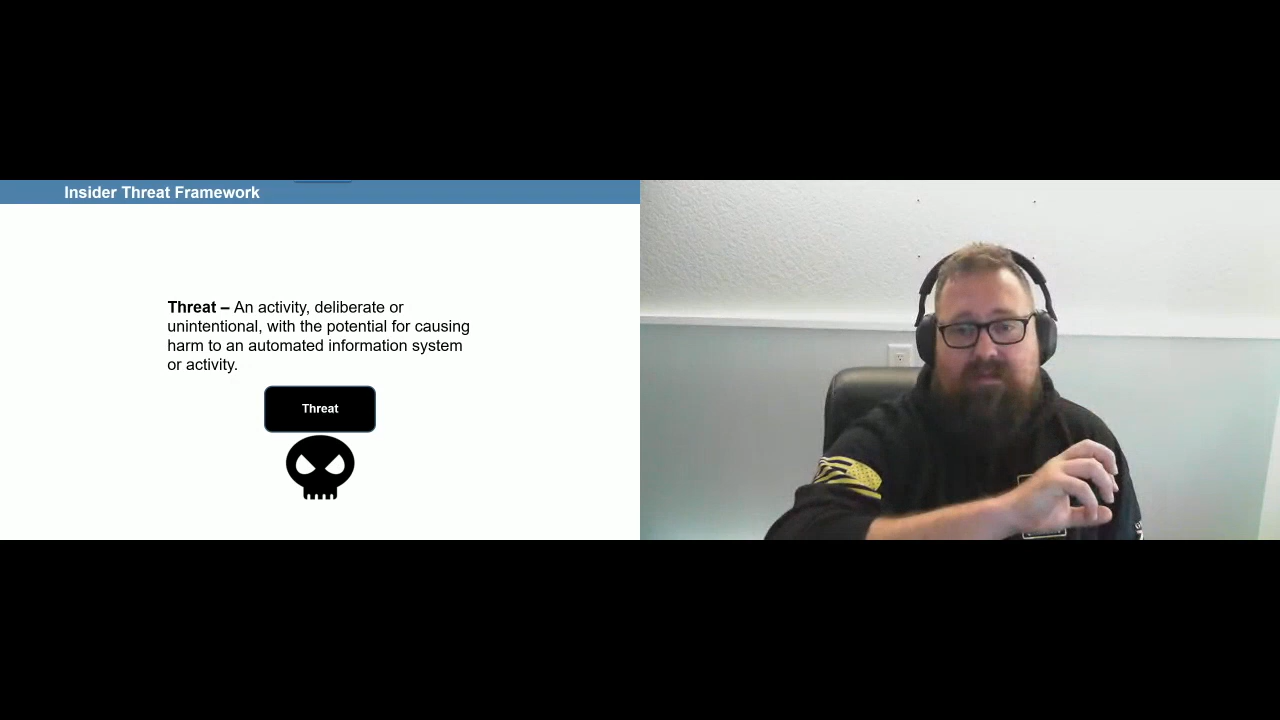 Insider Threat Framework
Threat – An activity, deliberate or
unintentional, with the potential for causing
harm to an automated information system
or activity.
Threat